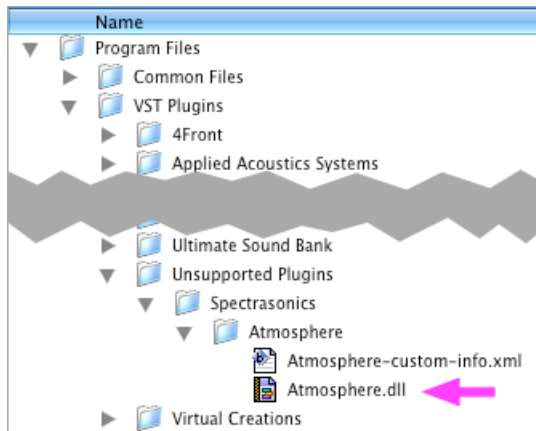 Name
Program Files
Common Files
VST Plugins
4Front
Applied Acoustics Systems
Ultimate Sound Bank
Unsupported Plugins
Spectrasonics
Atmosphere
Atmosphere-custom-info.xml
Atmosphere.dll
Virtual Creations